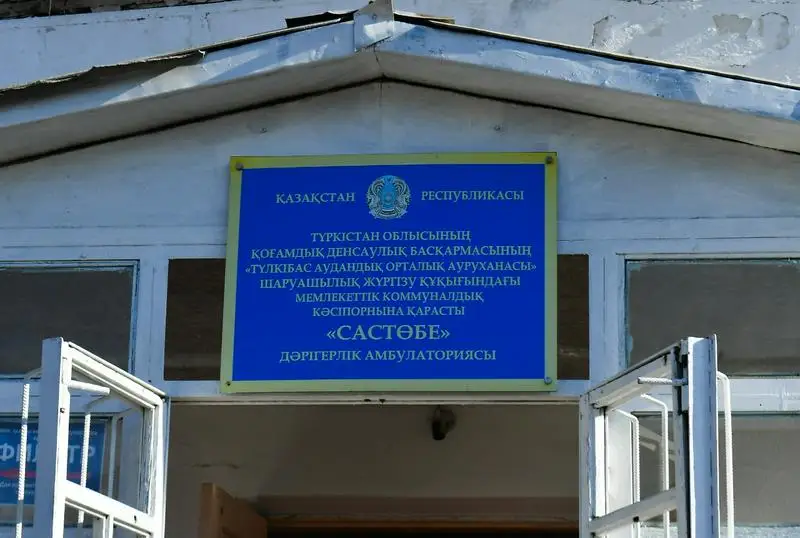 ҚАЗАҚСТАН РЕСПУБЛИКАСЫ
ТҮРКІСТАН ОБЛЫСЫНЫҢ
ҚОҒАМДЫҚ ДЕНСАУЛЫҚ БАСҚАРМАСЫНЫҢ
«ТҮЛКІБАС АУДАНДЫҚ ОРТАЛЫҚ АУРУХАНАСЫ»
ШАРУАШЫЛЫҚ ЖҮРГІЗУ ҚҰҚЫҒЫНДАҒЫ
МЕМЛЕКЕТТІК КОММУНАЛДЫҚ
КӘСІПОРНЫНА ҚАРАСТЫ
«САСТӨБЕ»
ДӘРІГЕРЛІК АМБУЛАТОРИЯСЫ